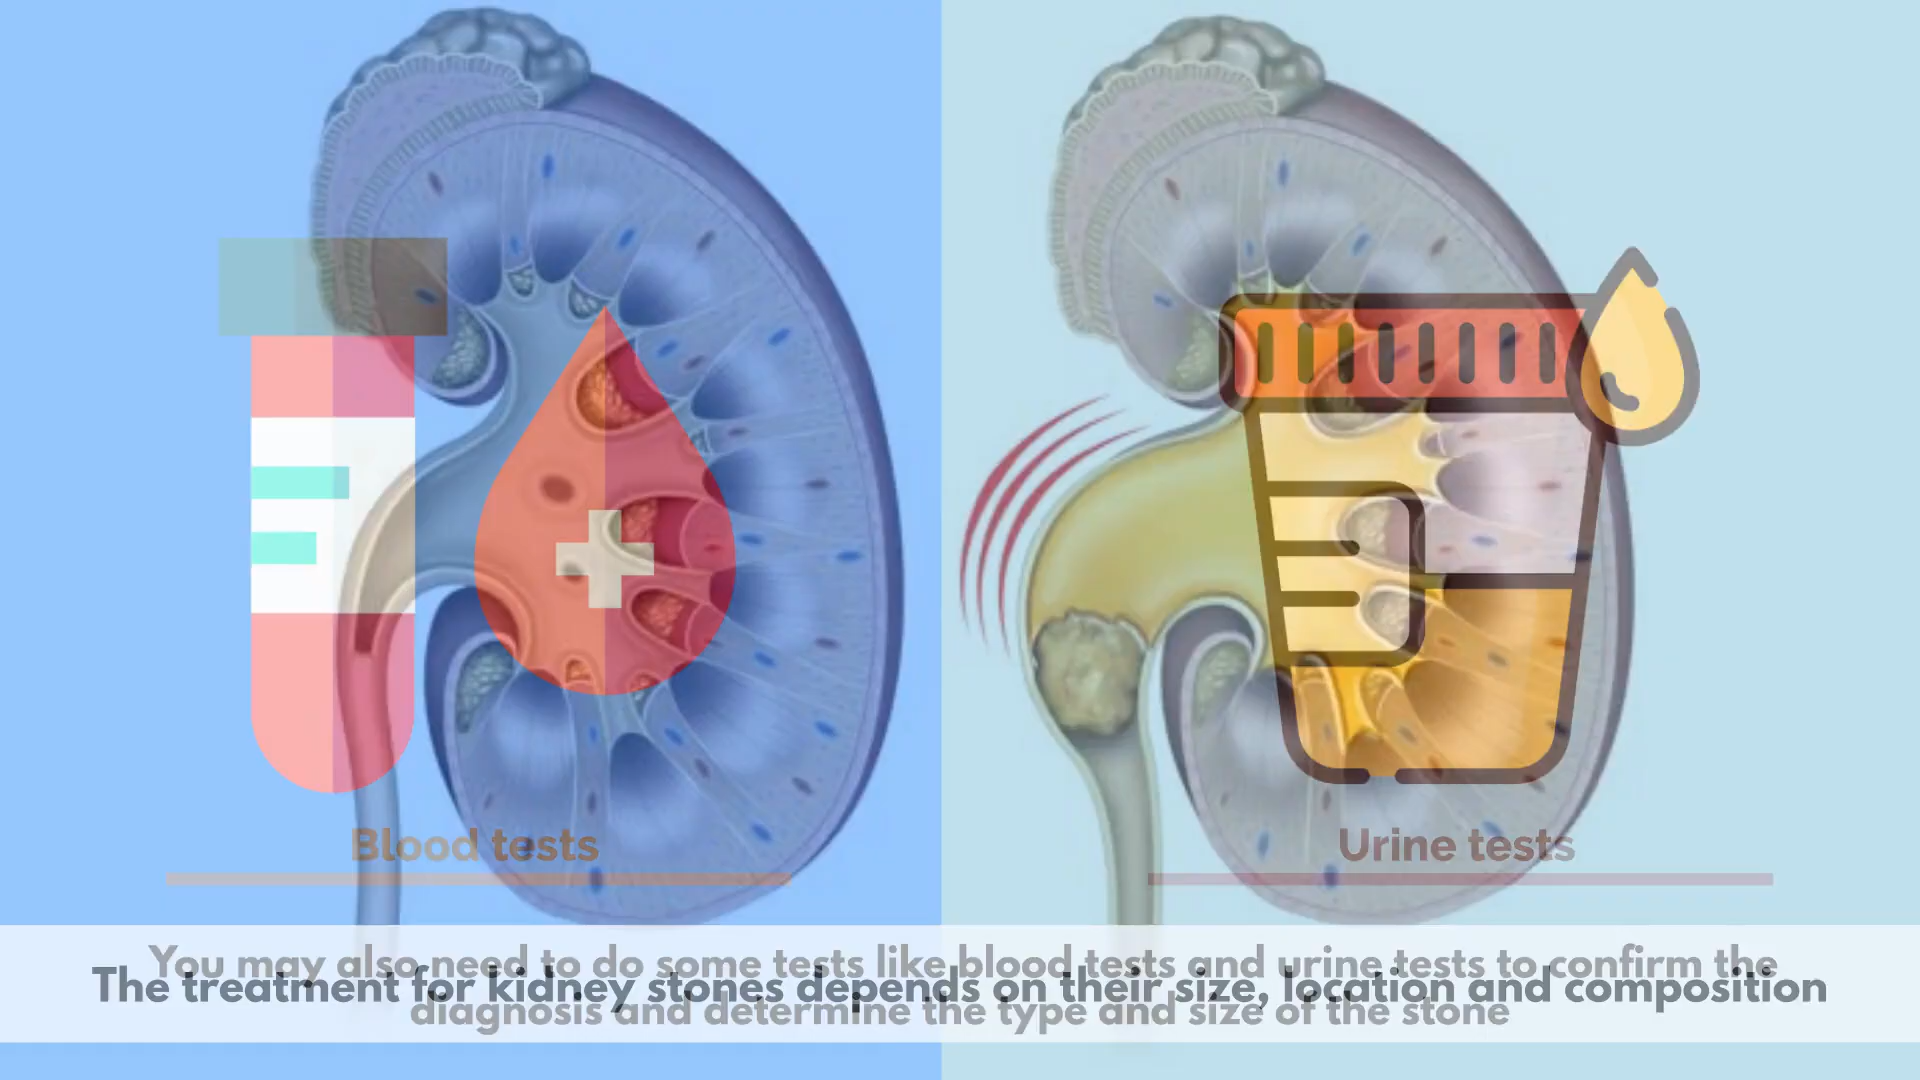 Blood tests
Urine tests
You may also need to do some tests like blood tests and urine tests to confirm the
The treatment for kidney stones depends on their size, location and composition
diagnosis and determine the type and size of the stone